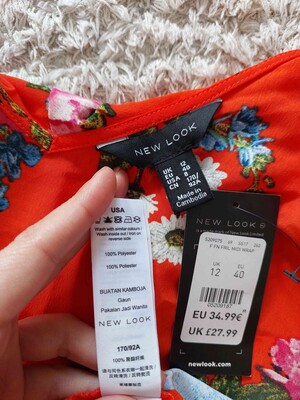 NEW LOOK
UK 12
EU 40
USA 8
CN 170/
92A
Made in
Cambodia
USA
Wash with similar colours /
Wash inside out / Iron on
reverse side
100% Polyester
100% Polyester
BUATAN KAMBOJA
Gaun
Pakaian Jadi Wanita
NEW LOOK
170/92A
100% 聚酯纤维
NEW LOOK
UK EU
12 40
EU 34.99€
UK £27.99
newlook.com